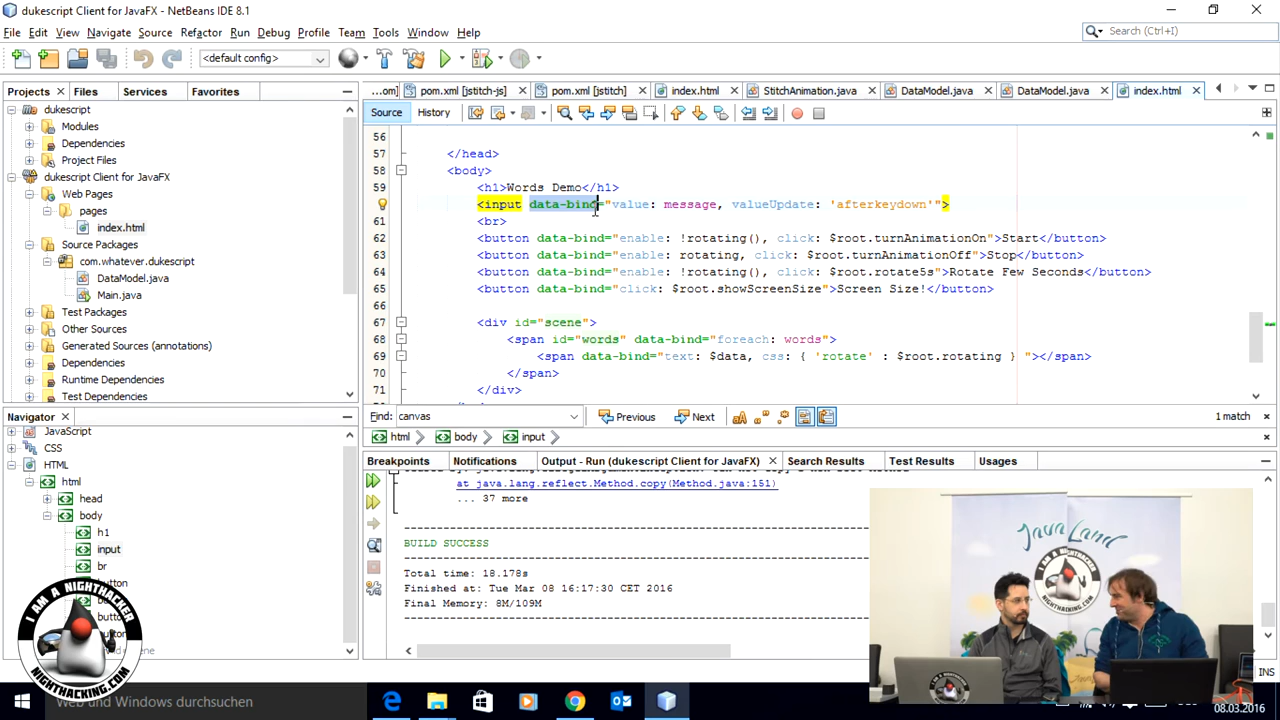 dukescript Client for JavaFX - NetBeans IDE 8.1
File Edit View Navigate Source Refactor Run Debug Profile Team Tools Window Help
Search (Ctrl+I)
<default config>
Projects Files Services Favorites
...om] pom.xml [jstitch-js] pom.xml [jstitch] index.html StitchAnimation.java DataModel.java DataModel.java index.html
Source History
dukescript
Modules
Dependencies
Project Files
dukescript Client for JavaFX
Web Pages
pages
index.html
Source Packages
com.whatever.dukescript
DataModel.java
Main.java
Test Packages
Other Sources
Generated Sources (annotations)
Dependencies
Runtime Dependencies
Test Dependencies
56
57 </head>
58 <body>
59 <h1>Words Demo</h1>
<input data-bind="value: message, valueUpdate: 'afterkeydown'">
61 <br>
62 <button data-bind="enable: !rotating(), click: $root.turnAnimationOn">Start</button>
63 <button data-bind="enable: rotating, click: $root.turnAnimationOff">Stop</button>
64 <button data-bind="enable: !rotating(), click: $root.rotate5s">Rotate Few Seconds</button>
65 <button data-bind="click: $root.showScreenSize">Screen Size!</button>
66
67 <div id="scene">
68 <span id="words" data-bind="foreach: words">
69 <span data-bind="text: $data, css: { 'rotate' : $root.rotating } "></span>
70 </span>
71 </div>
Find: canvas Previous Next 1 match
html body input
Navigator
JavaScript
CSS
HTML
html
head
body
h1
input
br
button
Breakpoints Notifications Output - Run (dukescript Client for JavaFX) Search Results Test Results Usages
at java.lang.reflect.Method.copy(Method.java:151)
... 37 more
BUILD SUCCESS
Total time: 18.178s
Finished at: Tue Mar 08 16:17:30 CET 2016
Final Memory: 8M/109M
INS
JavaLand
I AM A NIGHTHACKER
NIGHTHACKING.COM
I AM A NIGHTHACKER
NIGHTHACKING.COM
Web und Windows durchsuchen
08.03.2016